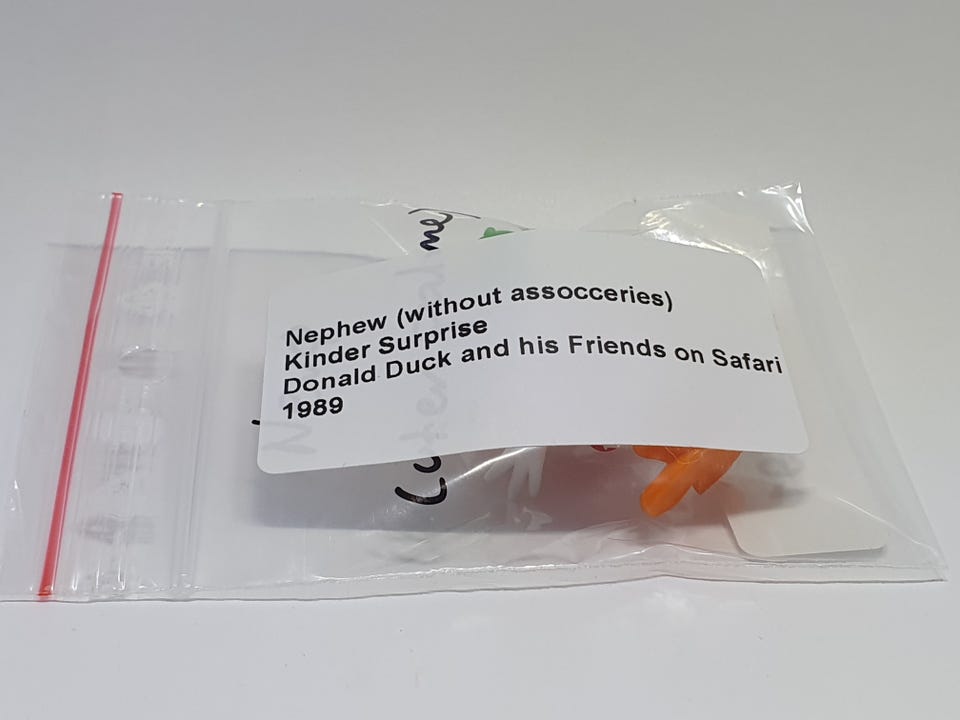 Nephew (without assocceries)
Kinder Surprise
Donald Duck and his Friends on Safari
1989